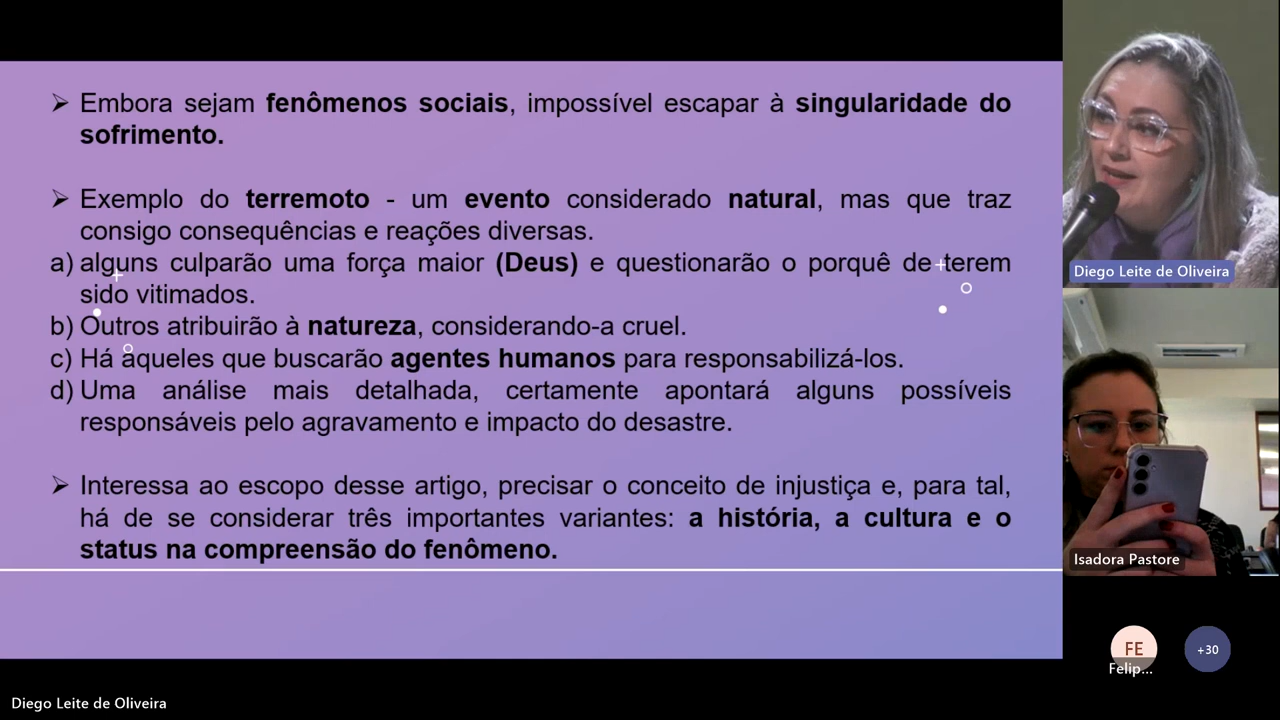 Embora sejam fenômenos sociais, impossível escapar à singularidade do
sofrimento.
Exemplo do terremoto - um evento considerado natural, mas que traz
consigo consequências e reações diversas.
a) alguns culparão uma força maior (Deus) e questionarão o porquê de terem
sido vitimados.
b) Outros atribuirão à natureza, considerando-a cruel.
c) Há aqueles que buscarão agentes humanos para responsabilizá-los.
d) Uma análise mais detalhada, certamente apontará alguns possíveis
responsáveis pelo agravamento e impacto do desastre.
Interessa ao escopo desse artigo, precisar o conceito de injustiça e, para tal,
há de se considerar três importantes variantes: a história, a cultura e o
status na compreensão do fenômeno.
Diego Leite de Oliveira
Isadora Pastore
FE
Felip...
+30
Diego Leite de Oliveira